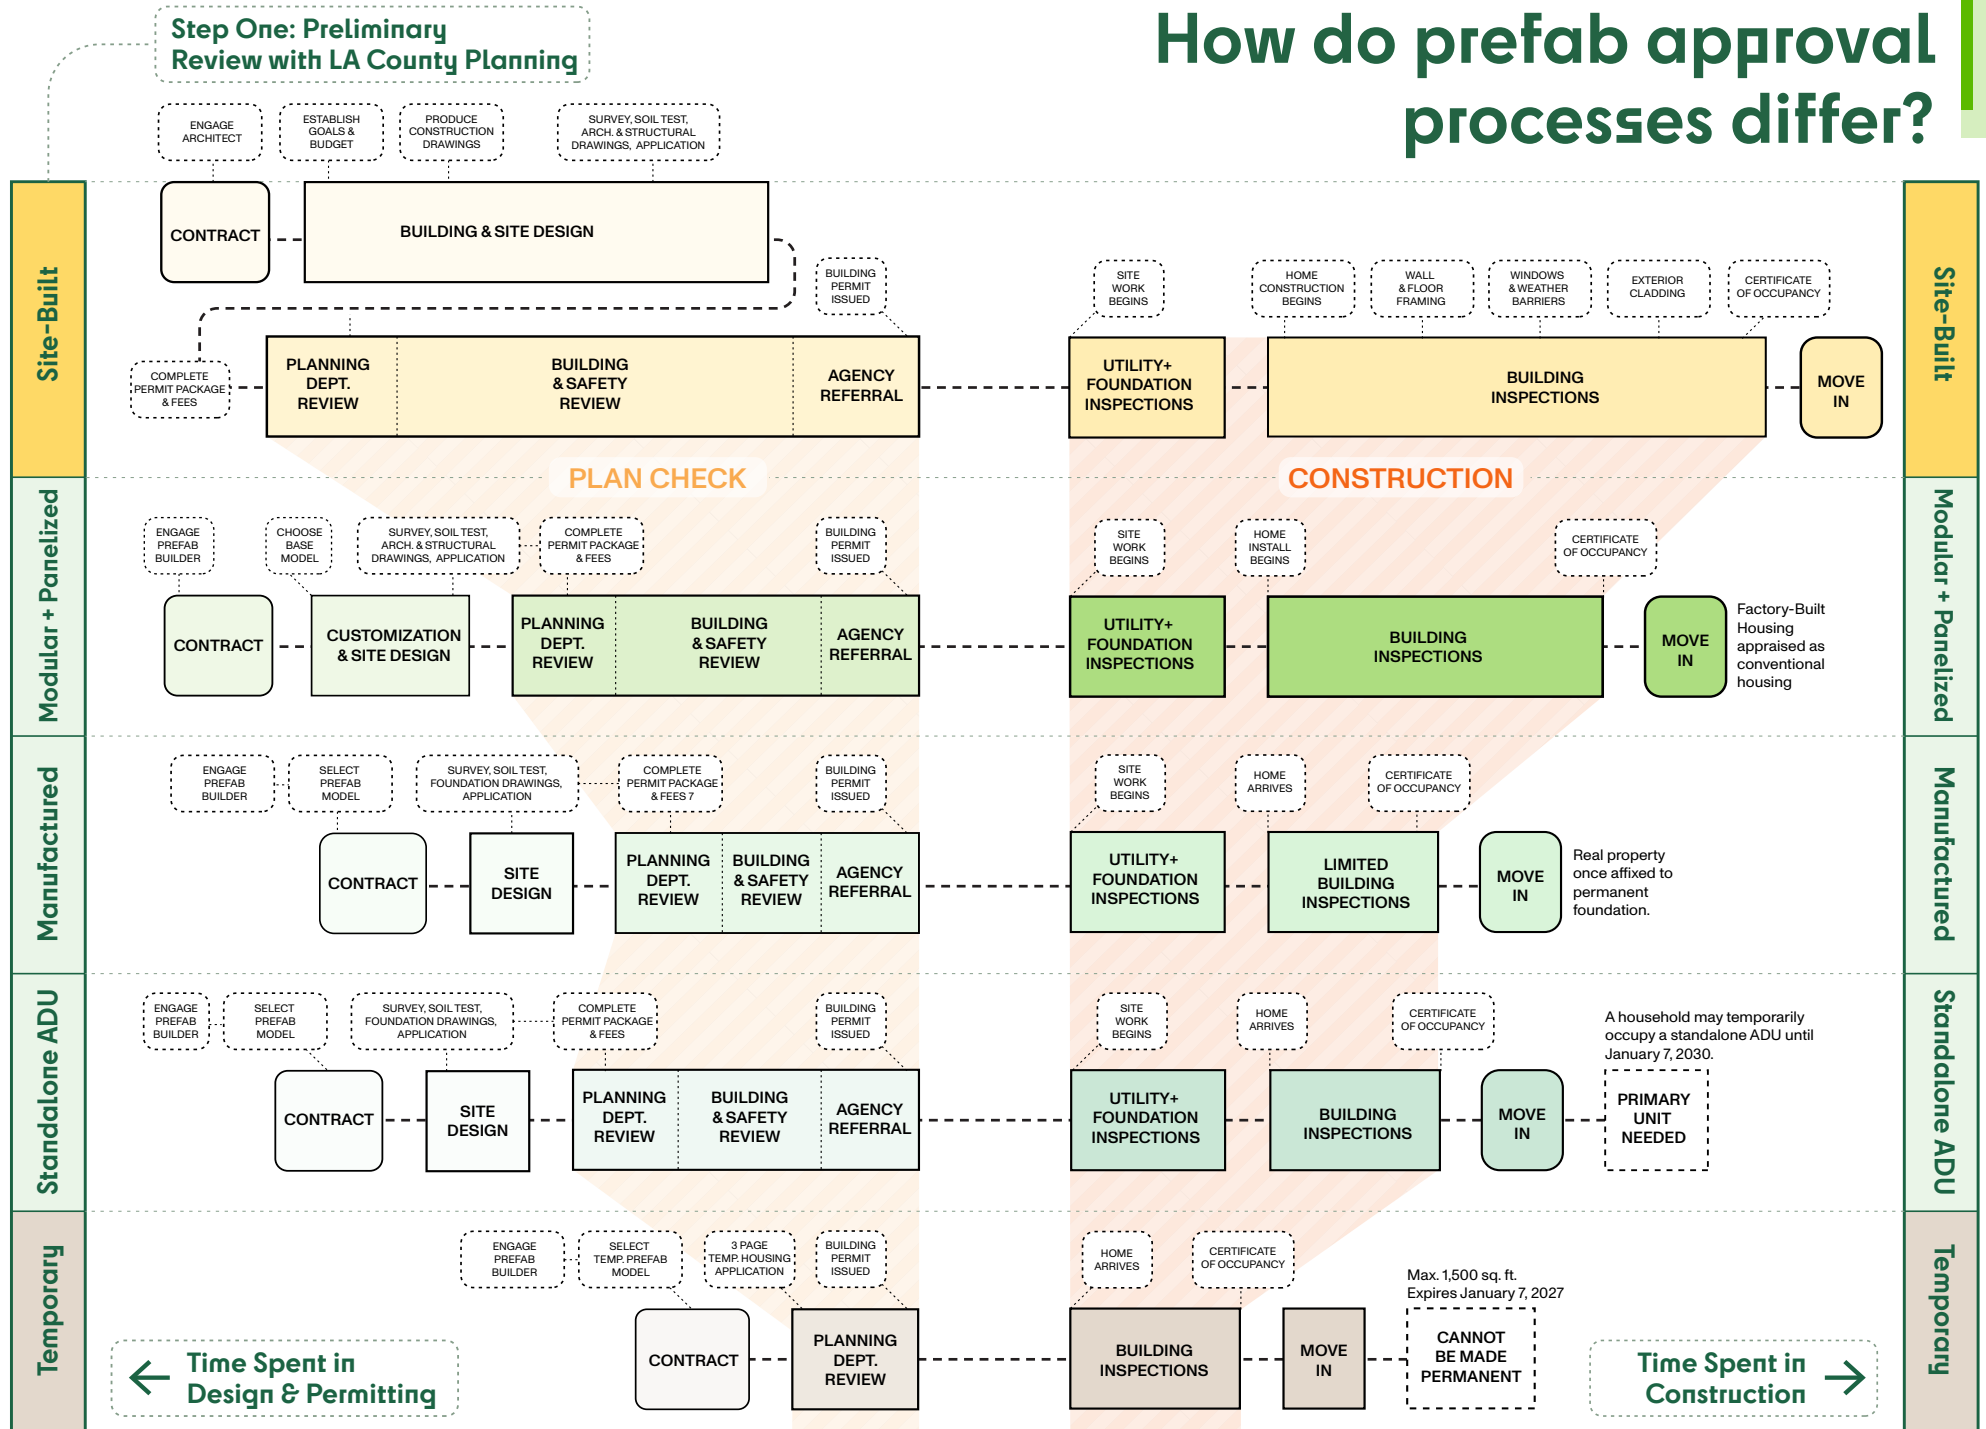 Step One: Preliminary
Review with LA County Planning
How do prefab approval
processes differ?
Site-Built
ENGAGE
ARCHITECT
ESTABLISH
GOALS &
BUDGET
PRODUCE
CONSTRUCTION
DRAWINGS
SURVEY, SOIL TEST,
ARCH. & STRUCTURAL
DRAWINGS, APPLICATION
CONTRACT
BUILDING & SITE DESIGN
BUILDING
PERMIT
ISSUED
COMPLETE
PERMIT PACKAGE
& FEES
PLANNING
DEPT.
REVIEW
BUILDING
& SAFETY
REVIEW
AGENCY
REFERRAL
SITE
WORK
BEGINS
HOME
CONSTRUCTION
BEGINS
WALL
& FLOOR
FRAMING
WINDOWS
& WEATHER
BARRIERS
EXTERIOR
CLADDING
CERTIFICATE
OF OCCUPANCY
UTILITY+
FOUNDATION
INSPECTIONS
BUILDING
INSPECTIONS
MOVE
IN
Site-Built
PLAN CHECK
CONSTRUCTION
Modular + Panelized
ENGAGE
PREFAB
BUILDER
CHOOSE
BASE
MODEL
SURVEY, SOIL TEST,
ARCH. & STRUCTURAL
DRAWINGS, APPLICATION
COMPLETE
PERMIT PACKAGE
& FEES
BUILDING
PERMIT
ISSUED
CONTRACT
CUSTOMIZATION
& SITE DESIGN
PLANNING
DEPT.
REVIEW
BUILDING
& SAFETY
REVIEW
AGENCY
REFERRAL
SITE
WORK
BEGINS
HOME
INSTALL
BEGINS
CERTIFICATE
OF OCCUPANCY
UTILITY+
FOUNDATION
INSPECTIONS
BUILDING
INSPECTIONS
MOVE
IN
Factory-Built
Housing
appraised as
conventional
housing
Modular + Panelized
Manufactured
ENGAGE
PREFAB
BUILDER
SELECT
PREFAB
MODEL
SURVEY, SOIL TEST,
FOUNDATION DRAWINGS,
APPLICATION
COMPLETE
PERMIT PACKAGE
& FEES 7
BUILDING
PERMIT
ISSUED
CONTRACT
SITE
DESIGN
PLANNING
DEPT.
REVIEW
BUILDING
& SAFETY
REVIEW
AGENCY
REFERRAL
SITE
WORK
BEGINS
HOME
ARRIVES
CERTIFICATE
OF OCCUPANCY
UTILITY+
FOUNDATION
INSPECTIONS
LIMITED
BUILDING
INSPECTIONS
MOVE
IN
Real property
once affixed to
permanent
foundation.
Manufactured
Standalone ADU
ENGAGE
PREFAB
BUILDER
SELECT
PREFAB
MODEL
SURVEY, SOIL TEST,
FOUNDATION DRAWINGS,
APPLICATION
COMPLETE
PERMIT PACKAGE
& FEES
BUILDING
PERMIT
ISSUED
CONTRACT
SITE
DESIGN
PLANNING
DEPT.
REVIEW
BUILDING
& SAFETY
REVIEW
AGENCY
REFERRAL
SITE
WORK
BEGINS
HOME
ARRIVES
CERTIFICATE
OF OCCUPANCY
UTILITY+
FOUNDATION
INSPECTIONS
BUILDING
INSPECTIONS
MOVE
IN
A household may temporarily
occupy a standalone ADU until
January 7, 2030.
PRIMARY
UNIT
NEEDED
Standalone ADU
Temporary
ENGAGE
PREFAB
BUILDER
SELECT
TEMP. PREFAB
MODEL
3 PAGE
TEMP. HOUSING
APPLICATION
BUILDING
PERMIT
ISSUED
CONTRACT
PLANNING
DEPT.
REVIEW
HOME
ARRIVES
CERTIFICATE
OF OCCUPANCY
BUILDING
INSPECTIONS
MOVE
IN
Max. 1,500 sq. ft.
Expires January 7, 2027
CANNOT
BE MADE
PERMANENT
Temporary
Time Spent in
Design & Permitting
Time Spent in
Construction